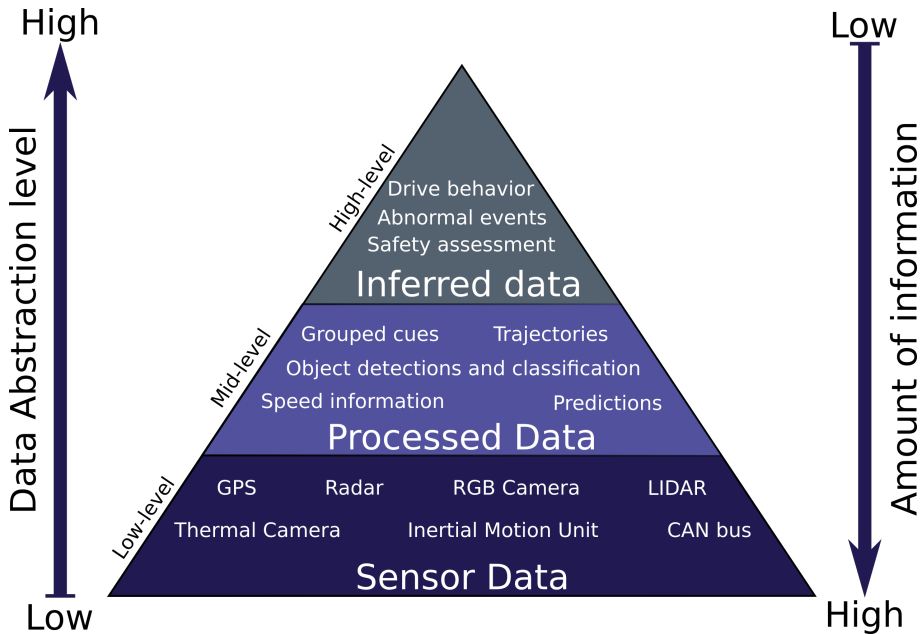 High
Low
Data Abstraction level
Amount of information
High-level
Drive behavior
Abnormal events
Safety assessment
Inferred data
Mid-level
Grouped cues Trajectories
Object detections and classification
Speed information Predictions
Processed Data
Low-level
GPS Radar RGB Camera LIDAR
Thermal Camera Inertial Motion Unit CAN bus
Sensor Data
Low
High